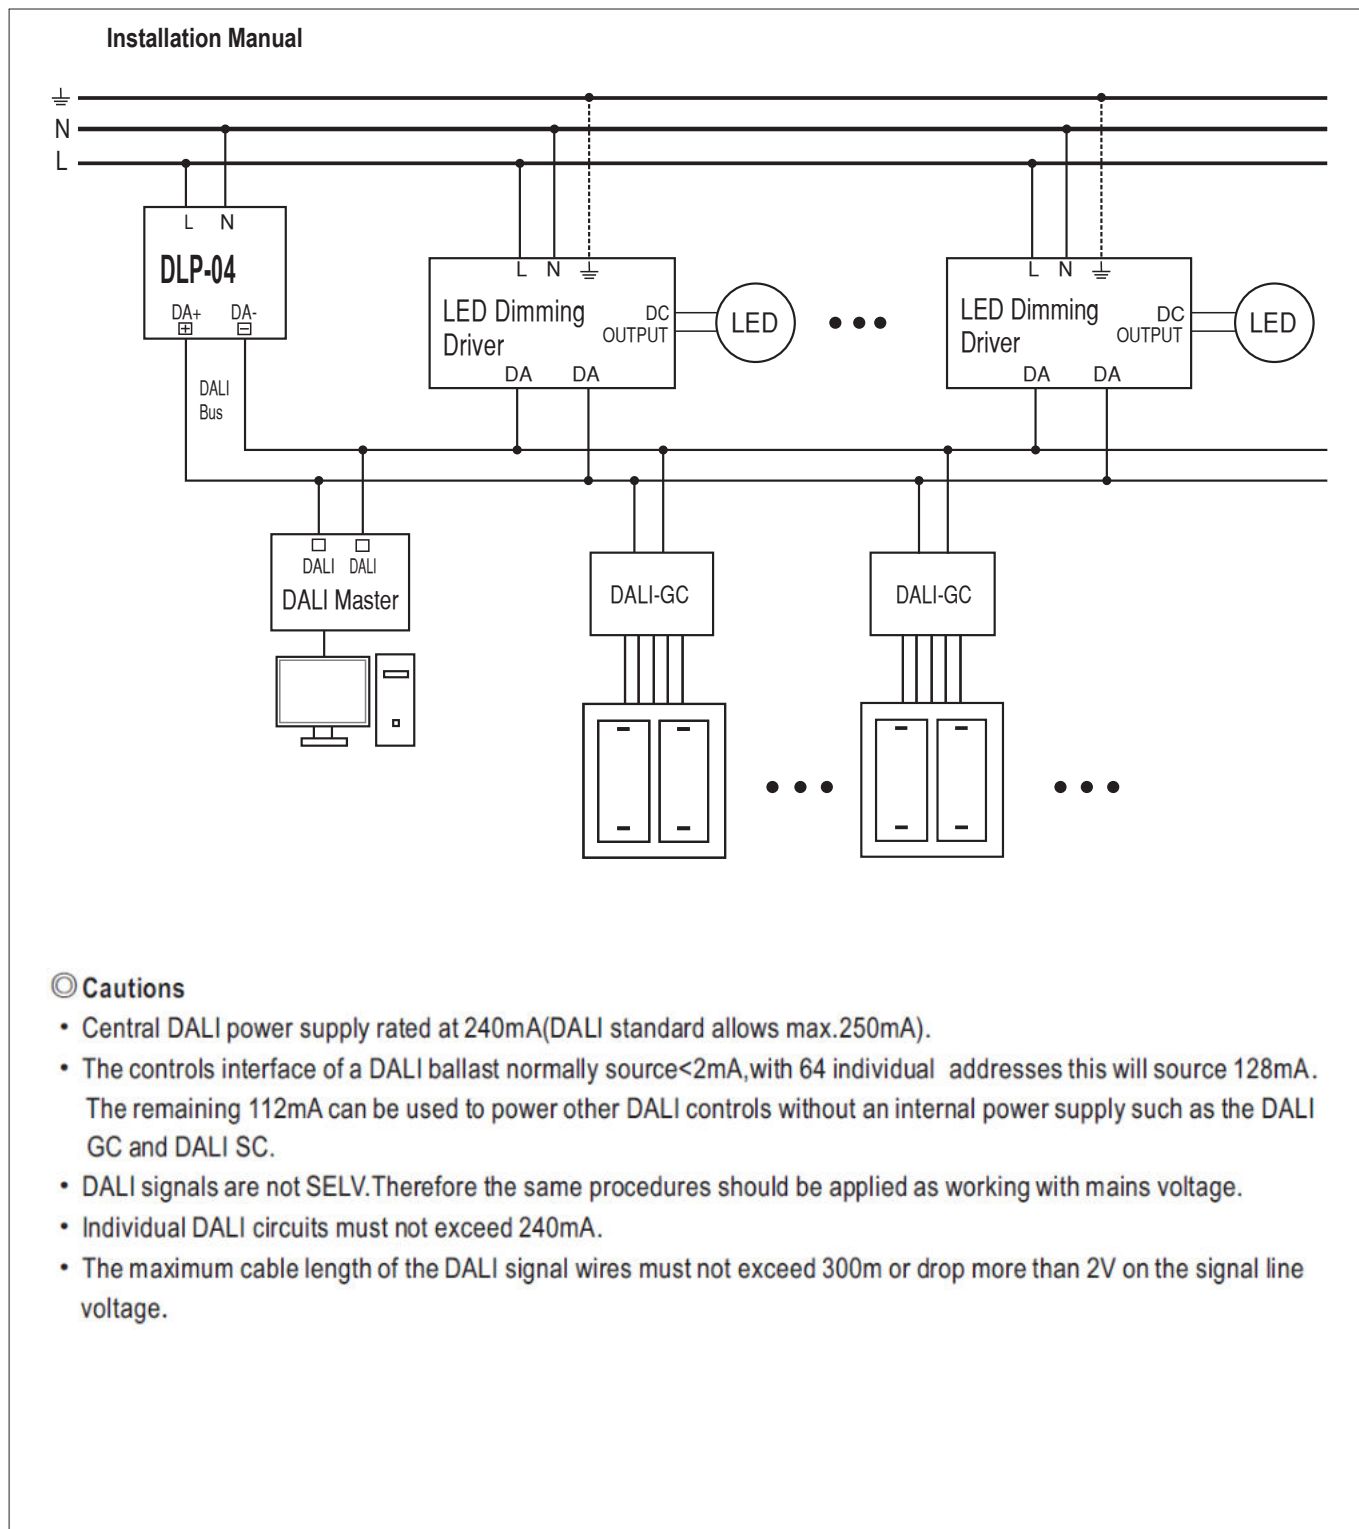 Installation Manual
N
L
L N
DLP-04
DA+ DA-
DALI
Bus
L N
LED Dimming
Driver
DC
OUTPUT
DA DA
LED
L N
LED Dimming
Driver
DC
OUTPUT
DA DA
LED
DALI DALI
DALI Master
DALI-GC
DALI-GC
Cautions
• Central DALI power supply rated at 240mA(DALI standard allows max.250mA).
• The controls interface of a DALI ballast normally source<2mA,with 64 individual addresses this will source 128mA.
The remaining 112mA can be used to power other DALI controls without an internal power supply such as the DALI
GC and DALI SC.
• DALI signals are not SELV.Therefore the same procedures should be applied as working with mains voltage.
• Individual DALI circuits must not exceed 240mA.
• The maximum cable length of the DALI signal wires must not exceed 300m or drop more than 2V on the signal line
voltage.